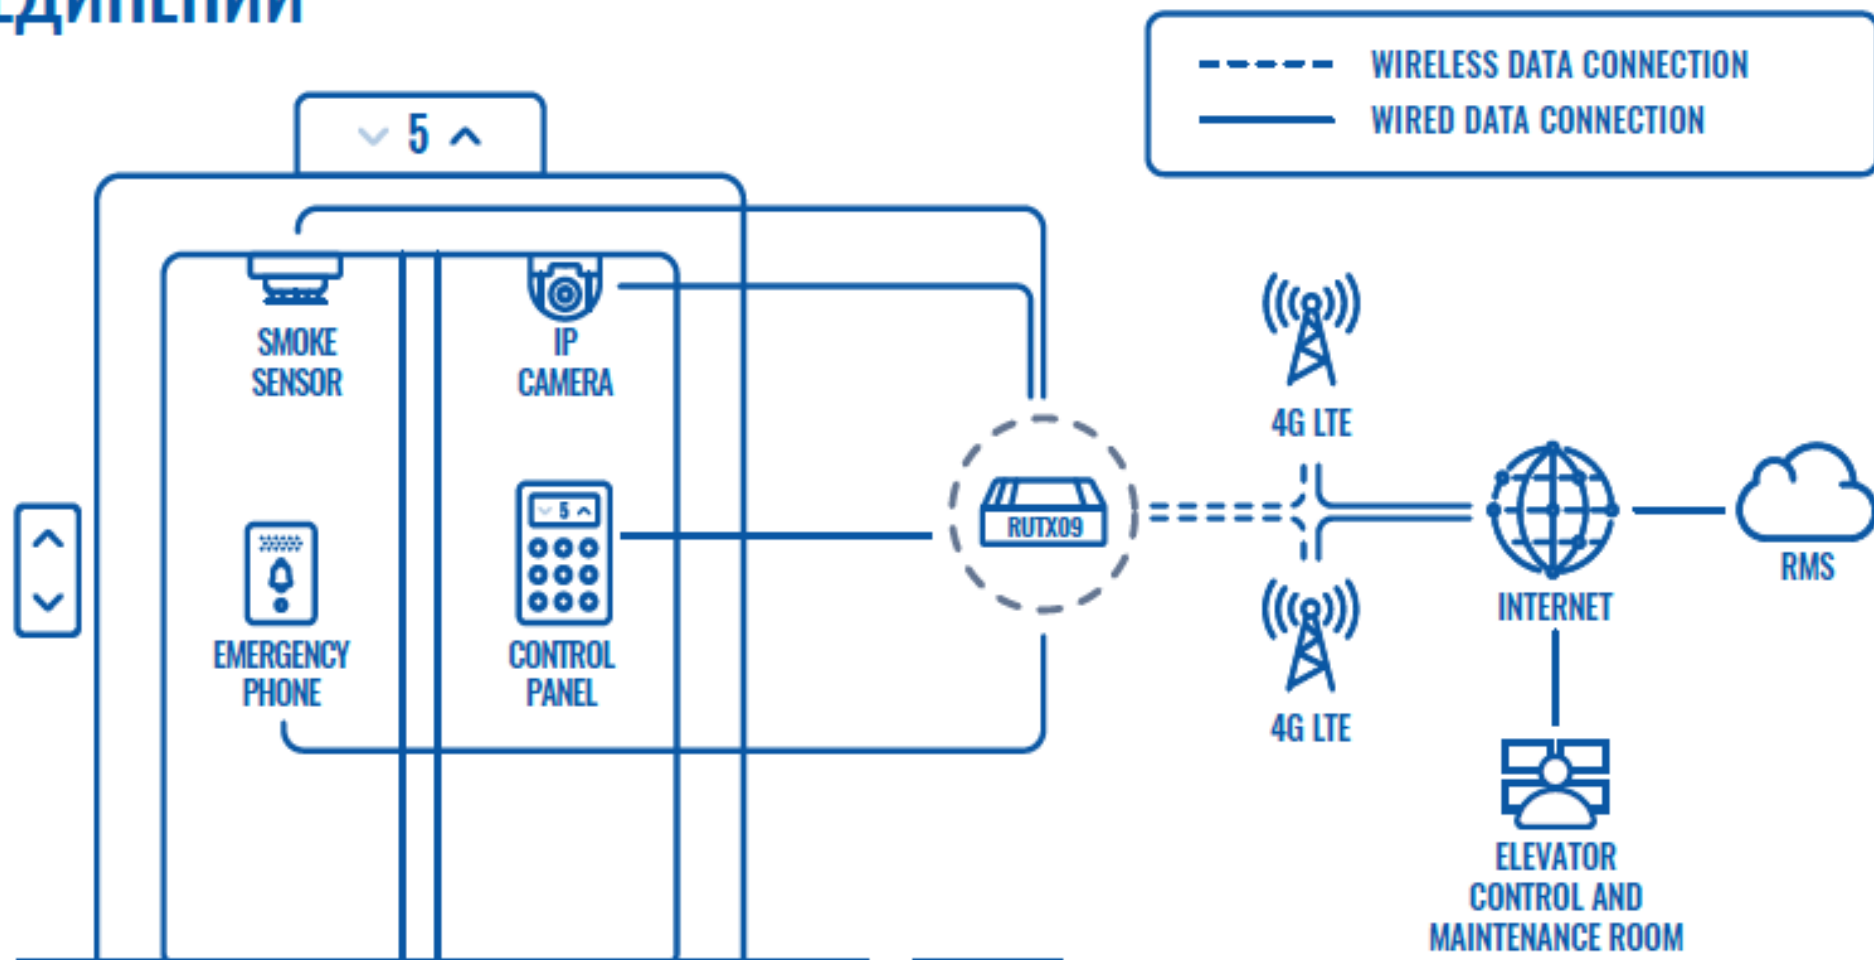 WIRELESS DATA CONNECTION
WIRED DATA CONNECTION
5
SMOKE
SENSOR
IP
CAMERA
4G LTE
5
RUTX09
RMS
INTERNET
EMERGENCY
PHONE
CONTROL
PANEL
4G LTE
ELEVATOR
CONTROL AND
MAINTENANCE ROOM